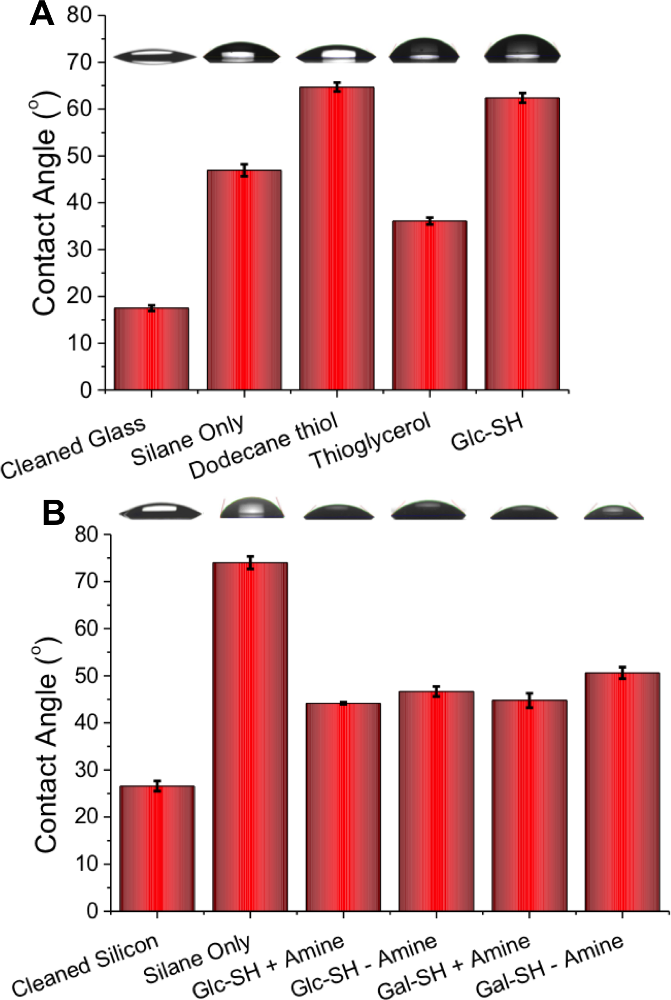 A
80
70
60
50
40
30
20
10
0
Contact Angle (°)
Cleaned Glass
Silane Only
Dodecane thiol
Thioglycerol
Glc-SH
B
80
70
60
50
40
30
20
10
0
Contact Angle (°)
Cleaned Silicon
Silane Only
Glc-SH + Amine
Glc-SH - Amine
Gal-SH + Amine
Gal-SH - Amine